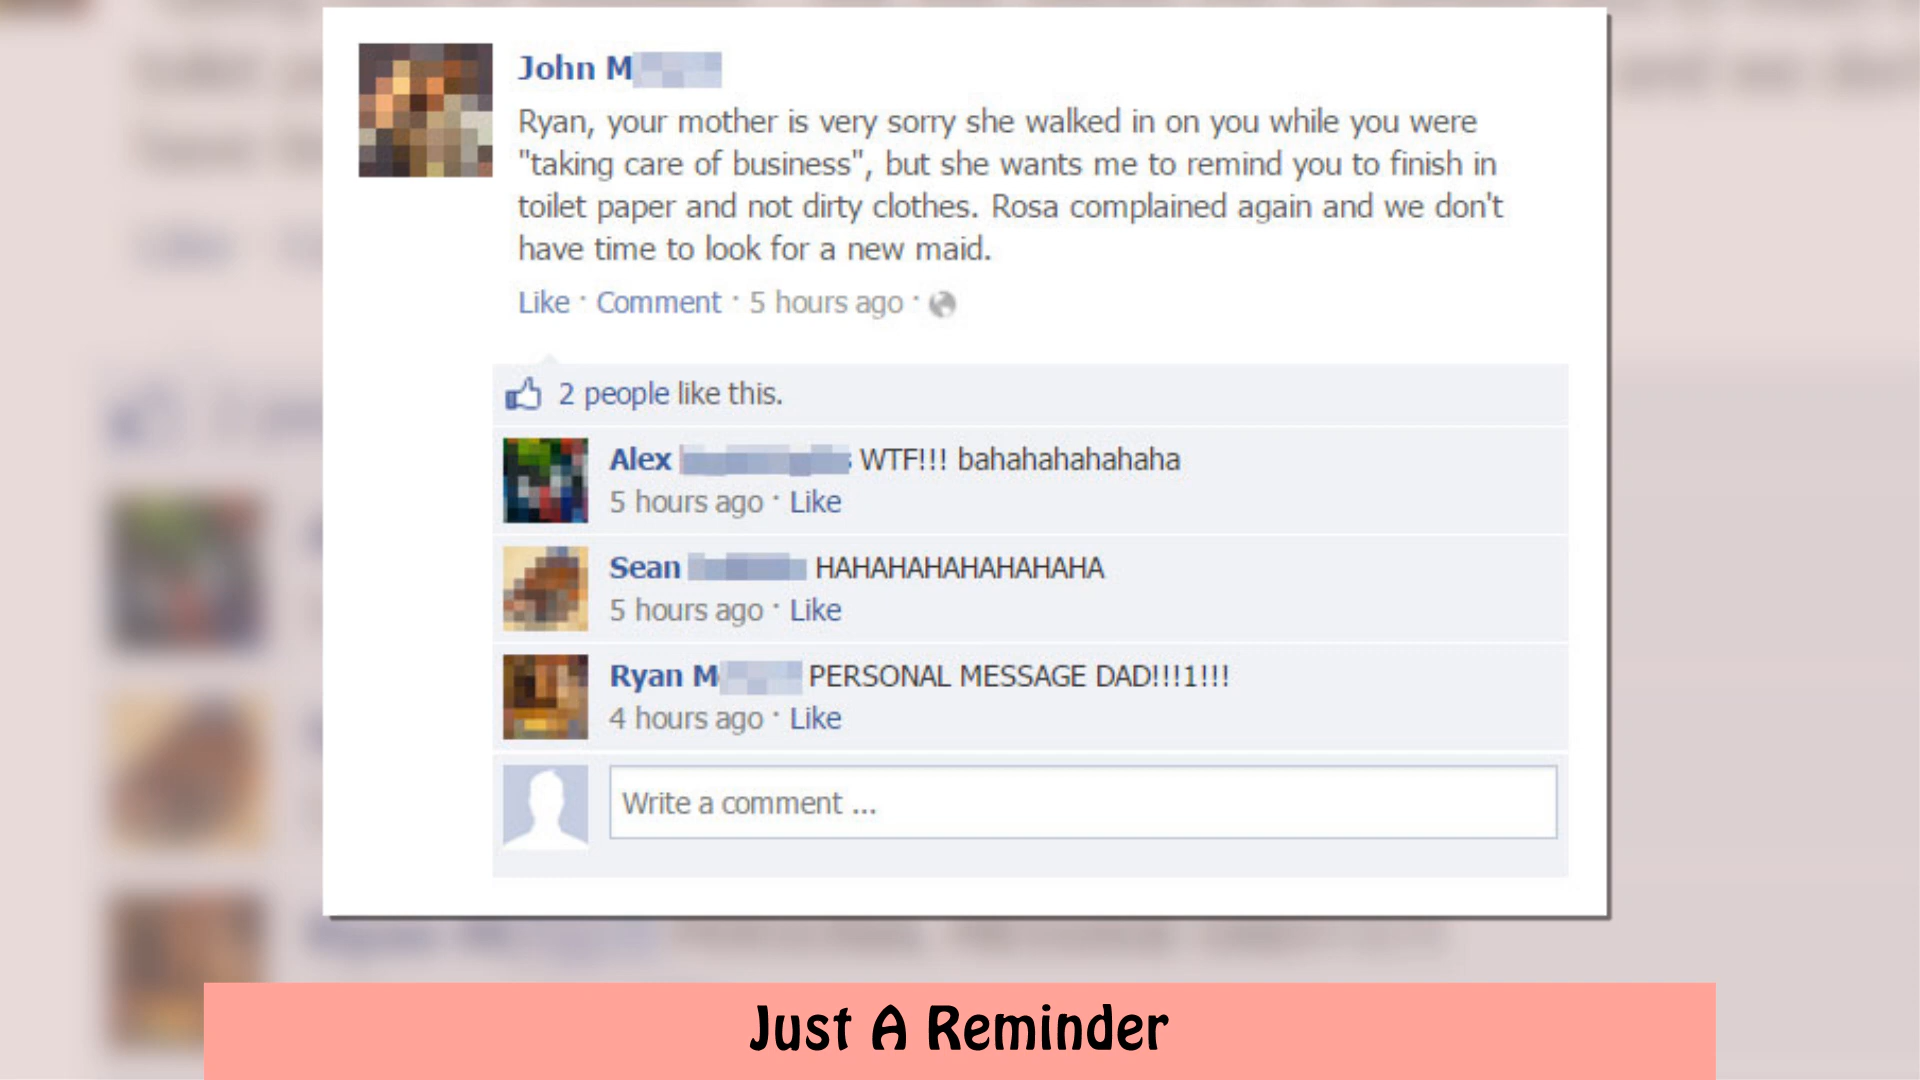 John M
Ryan, your mother is very sorry she walked in on you while you were
"taking care of business", but she wants me to remind you to finish in
toilet paper and not dirty clothes. Rosa complained again and we don't
have time to look for a new maid.
Like · Comment · 5 hours ago ·
2 people like this.
Alex WTF!!! bahahahahahaha
5 hours ago · Like
Sean HAHAHAHAHAHAHAHA
5 hours ago · Like
Ryan M PERSONAL MESSAGE DAD!!!1!!!
4 hours ago · Like
Write a comment ...
Just A Reminder